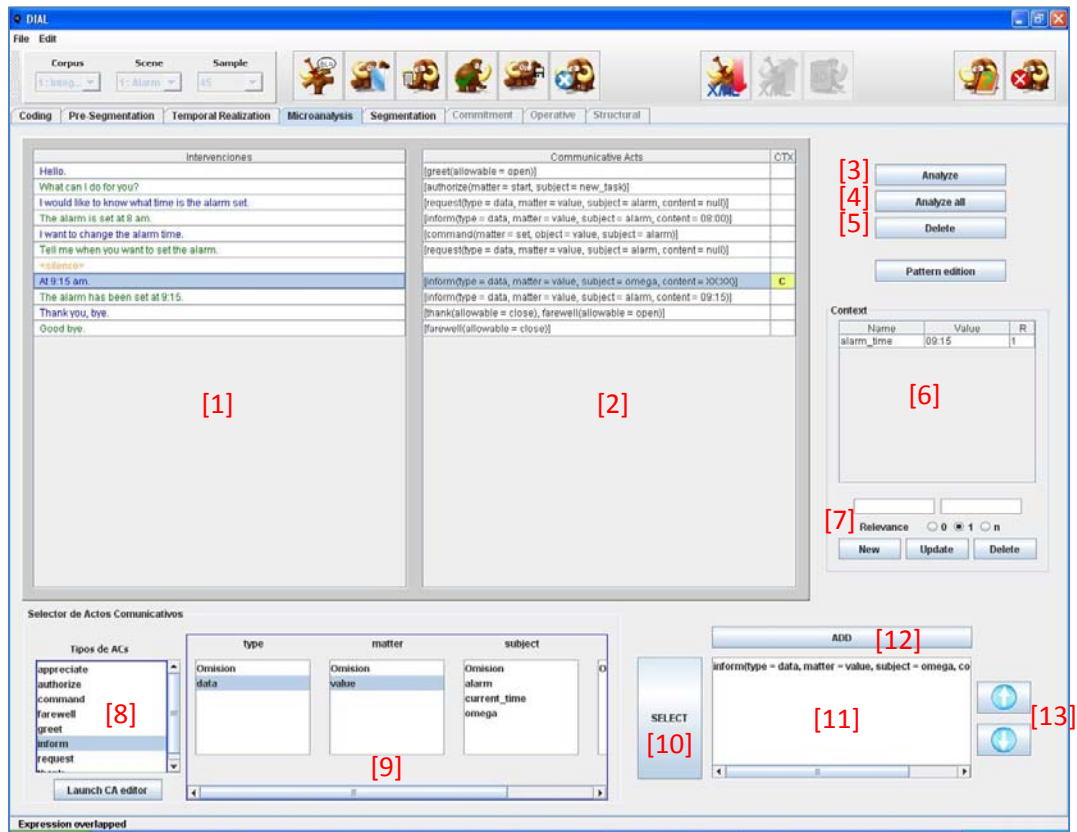 DIAL
File Edit
Corpus Scene Sample
1: Integ... 1: Alarm 45
XML
Coding Pre-Segmentation Temporal Realization Microanalysis Segmentation Commitment Operative Structural
Intervenciones Communicative Acts CTX
Hello. [greet(allowable = open)]
What can I do for you? [authorize(matter = start, subject = new_task)]
I would like to know what time is the alarm set. [request(type = data, matter = value, subject = alarm, content = null)]
The alarm is set at 8 am. [inform(type = data, matter = value, subject = alarm, content = 08:00)]
I want to change the alarm time. [command(matter = set, object = value, subject = alarm)]
Tell me when you want to set the alarm. [request(type = data, matter = value, subject = alarm, content = null)]
<silence>
At 9:15 am. [inform(type = data, matter = value, subject = omega, content = XX:XX)] C
The alarm has been set at 9:15. [inform(type = data, matter = value, subject = alarm, content = 09:15)]
Thank you, bye. [thank(allowable = close), farewell(allowable = open)]
Good bye. [farewell(allowable = close)]
[1]
[2]
[3] Analyze
[4] Analyze all
[5] Delete
Pattern edition
Context
Name Value R
alarm_time 09:15 1
[6]
[7] Relevance 0 1 n
New Update Delete
Selector de Actos Comunicativos
Tipos de ACs type matter subject
appreciate
authorize
command
farewell
greet
inform
request
[8]
Omision
data
Omision
value
Omision
alarm
current_time
omega
O
[9]
Launch CA editor
SELECT
[10]
ADD [12]
inform(type = data, matter = value, subject = omega, co
[11]
[13]
Expression overlapped